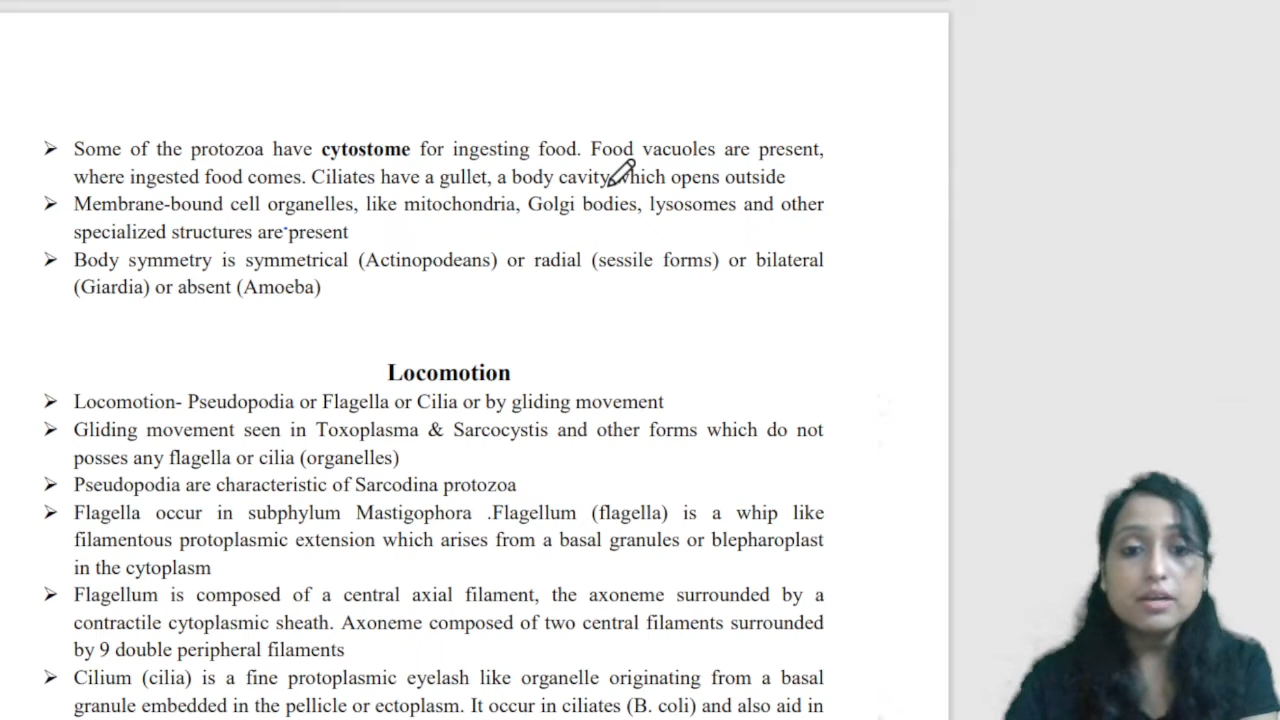 ➢ Some of the protozoa have cytostome for ingesting food. Food vacuoles are present,
where ingested food comes. Ciliates have a gullet, a body cavity which opens outside
➢ Membrane-bound cell organelles, like mitochondria, Golgi bodies, lysosomes and other
specialized structures are present
➢ Body symmetry is symmetrical (Actinopodeans) or radial (sessile forms) or bilateral
(Giardia) or absent (Amoeba)
Locomotion
➢ Locomotion- Pseudopodia or Flagella or Cilia or by gliding movement
➢ Gliding movement seen in Toxoplasma & Sarcocystis and other forms which do not
posses any flagella or cilia (organelles)
➢ Pseudopodia are characteristic of Sarcodina protozoa
➢ Flagella occur in subphylum Mastigophora .Flagellum (flagella) is a whip like
filamentous protoplasmic extension which arises from a basal granules or blepharoplast
in the cytoplasm
➢ Flagellum is composed of a central axial filament, the axoneme surrounded by a
contractile cytoplasmic sheath. Axoneme composed of two central filaments surrounded
by 9 double peripheral filaments
➢ Cilium (cilia) is a fine protoplasmic eyelash like organelle originating from a basal
granule embedded in the pellicle or ectoplasm. It occur in ciliates (B. coli) and also aid in